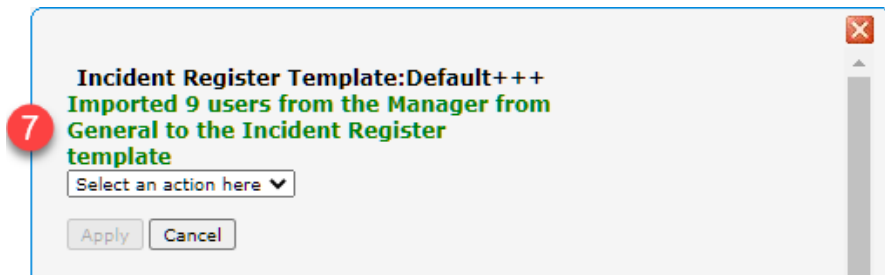 Incident Register Template:Default+++
7
Imported 9 users from the Manager from
General to the Incident Register
template
Select an action here
Apply Cancel